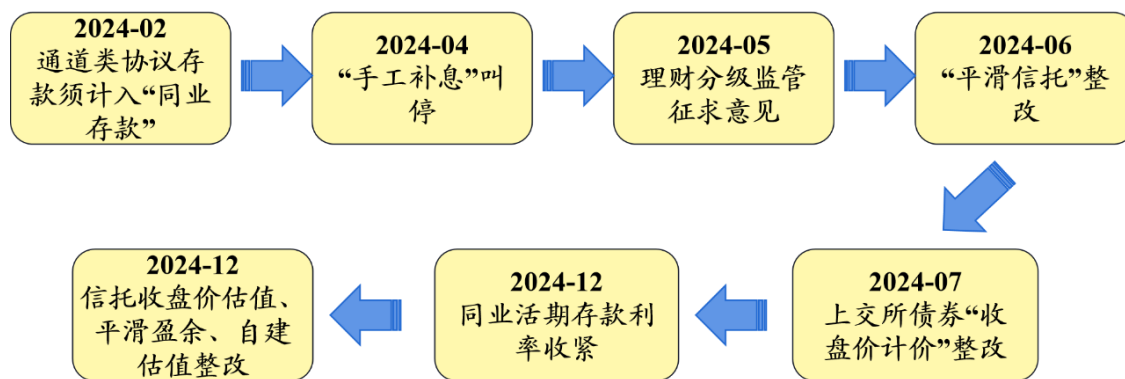 2024-02
通道类协议存
款须计入“同业
存款”
2024-04
“手工补息”叫
停
2024-05
理财分级监管
征求意见
2024-06
“平滑信托”整
改
2024-07
上交所债券“收
盘价计价”整改
2024-12
同业活期存款利
率收紧
2024-12
信托收盘价估值、
平滑盈余、自建
估值整改